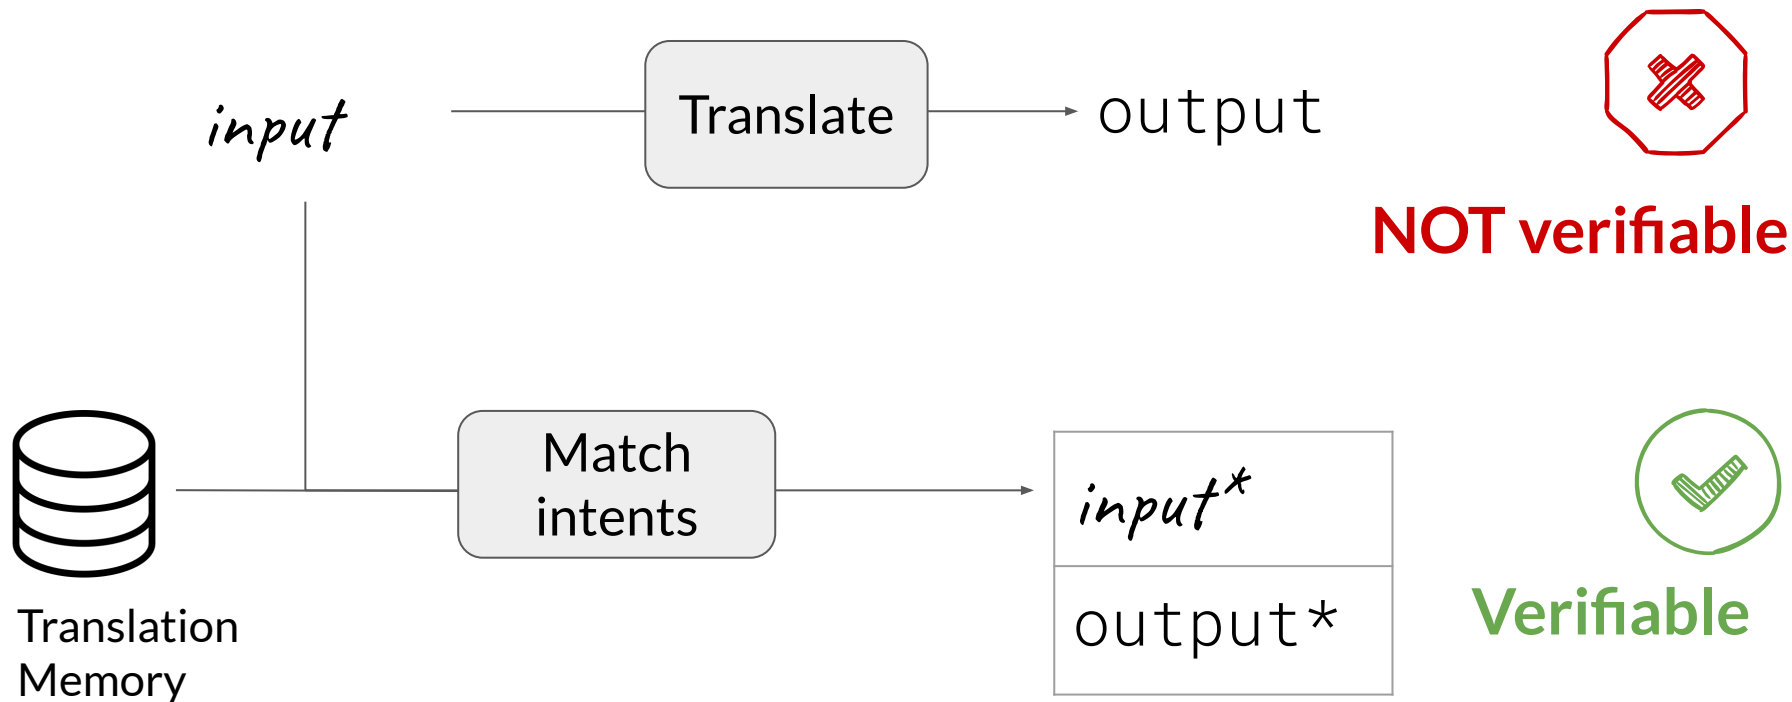 input
Translate
output
NOT verifiable
Match
intents
input*
output*
Verifiable
Translation
Memory